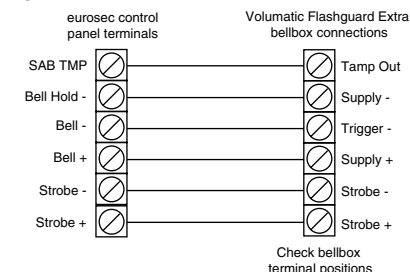 eurosec control
panel terminals
Volumatic Flashguard Extra
bellbox connections
SAB TMP
Tamp Out
Bell Hold -
Supply -
Bell -
Trigger -
Bell +
Supply +
Strobe -
Strobe -
Strobe +
Strobe +
Check bellbox
terminal positions